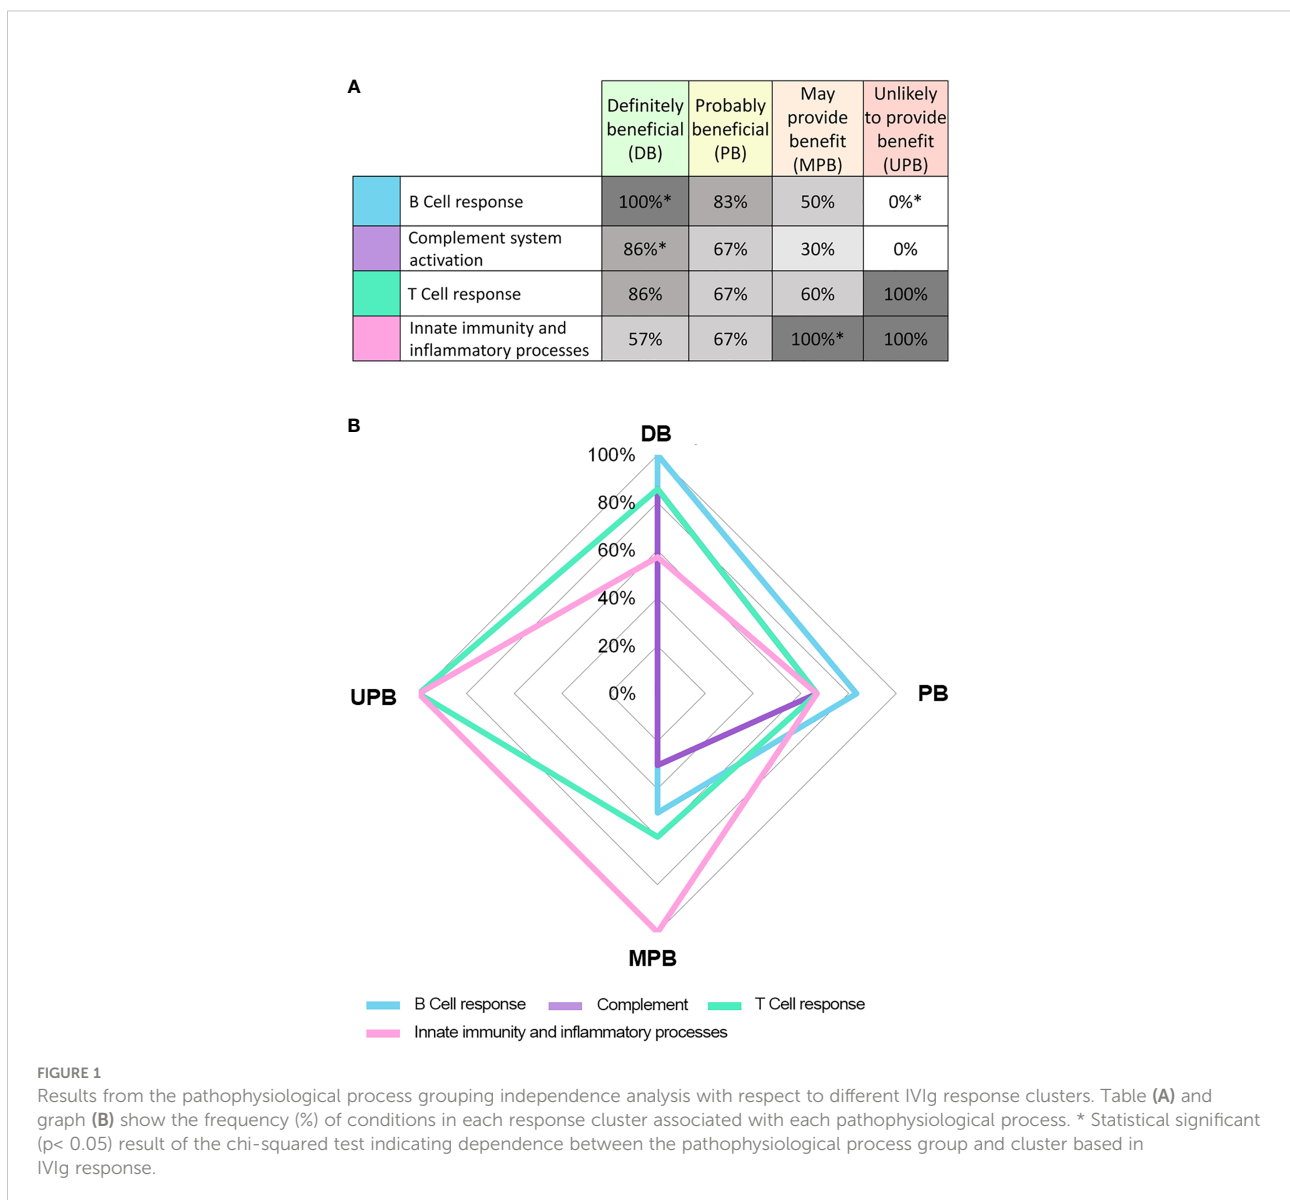 A
Definitely
beneficial
(DB)
Probably
beneficial
(PB)
May
provide
benefit
(MPB)
Unlikely
to provide
benefit
(UPB)
B Cell response
100%*
83%
50%
0%*
Complement system
activation
86%*
67%
30%
0%
T Cell response
86%
67%
60%
100%
Innate immunity and
inflammatory processes
57%
67%
100%*
100%
B
DB
100%
80%
60%
40%
20%
0%
UPB
PB
MPB
B Cell response
Complement
T Cell response
Innate immunity and inflammatory processes
FIGURE 1
Results from the pathophysiological process grouping independence analysis with respect to different IVIg response clusters. Table (A) and
graph (B) show the frequency (%) of conditions in each response cluster associated with each pathophysiological process. * Statistical significant
(p< 0.05) result of the chi-squared test indicating dependence between the pathophysiological process group and cluster based in
IVIg response.